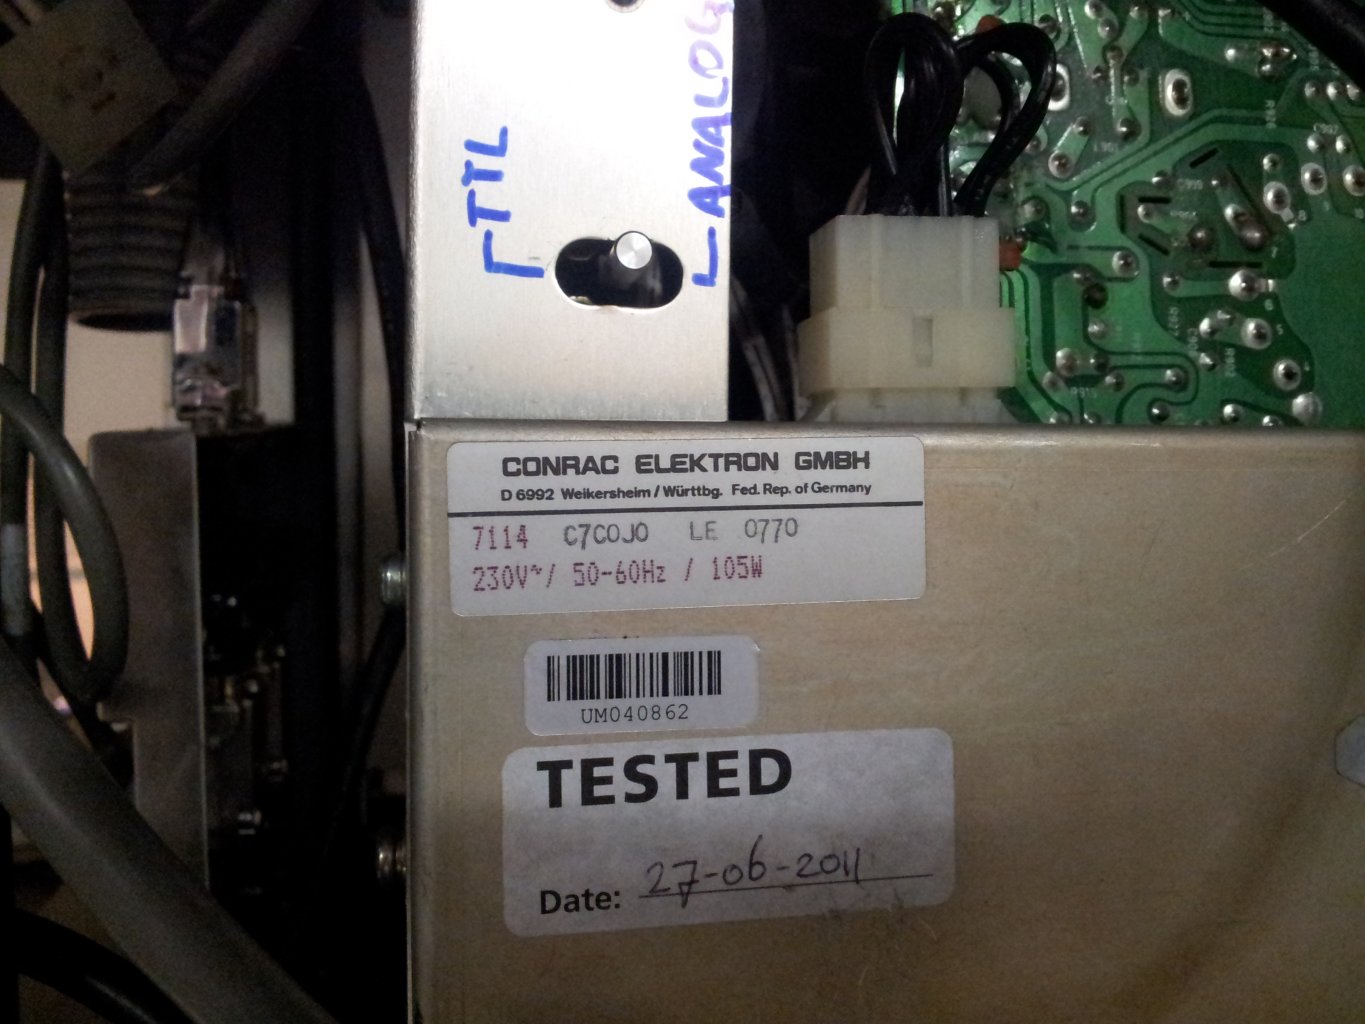 TTL
ANALOG
CONRAC ELEKTRON GMBH
D 6992 Weikersheim / Württbg. Fed. Rep. of Germany
7114 C7C0J0 LE 0770
230V~/ 50-60Hz / 105W
UM040862
TESTED
Date: 27-06-2011